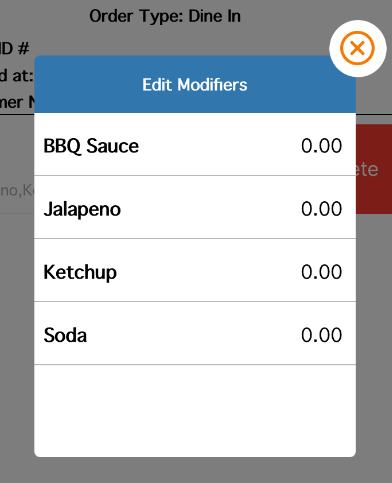 Order Type: Dine In
ID #
d at:
mer N
Edit Modifiers
BBQ Sauce 0.00
Jalapeno 0.00
ete
no,Ke
Ketchup 0.00
Soda 0.00